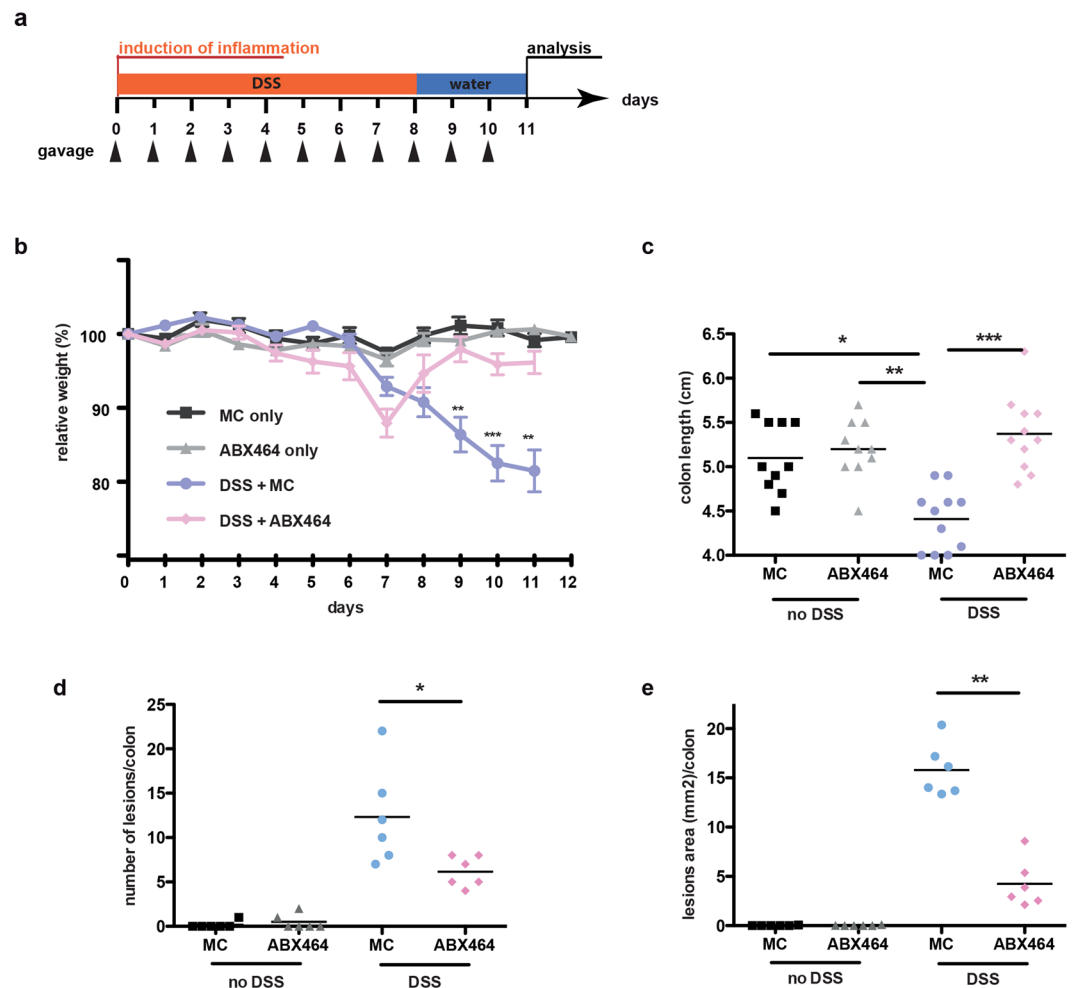 a
induction of inflammation
analysis
DSS
water
days
0 1 2 3 4 5 6 7 8 9 10 11
gavage
b
relative weight (%)
100
90
80
MC only
ABX464 only
DSS + MC
DSS + ABX464
**
***
**
0 1 2 3 4 5 6 7 8 9 10 11 12
days
c
colon length (cm)
6.5
6.0
5.5
5.0
4.5
4.0
*
**
***
MC ABX464 MC ABX464
no DSS DSS
d
number of lesions/colon
25
20
15
10
5
0
*
MC ABX464 MC ABX464
no DSS DSS
e
lesions area (mm2)/colon
20
15
10
5
0
**
MC ABX464 MC ABX464
no DSS DSS